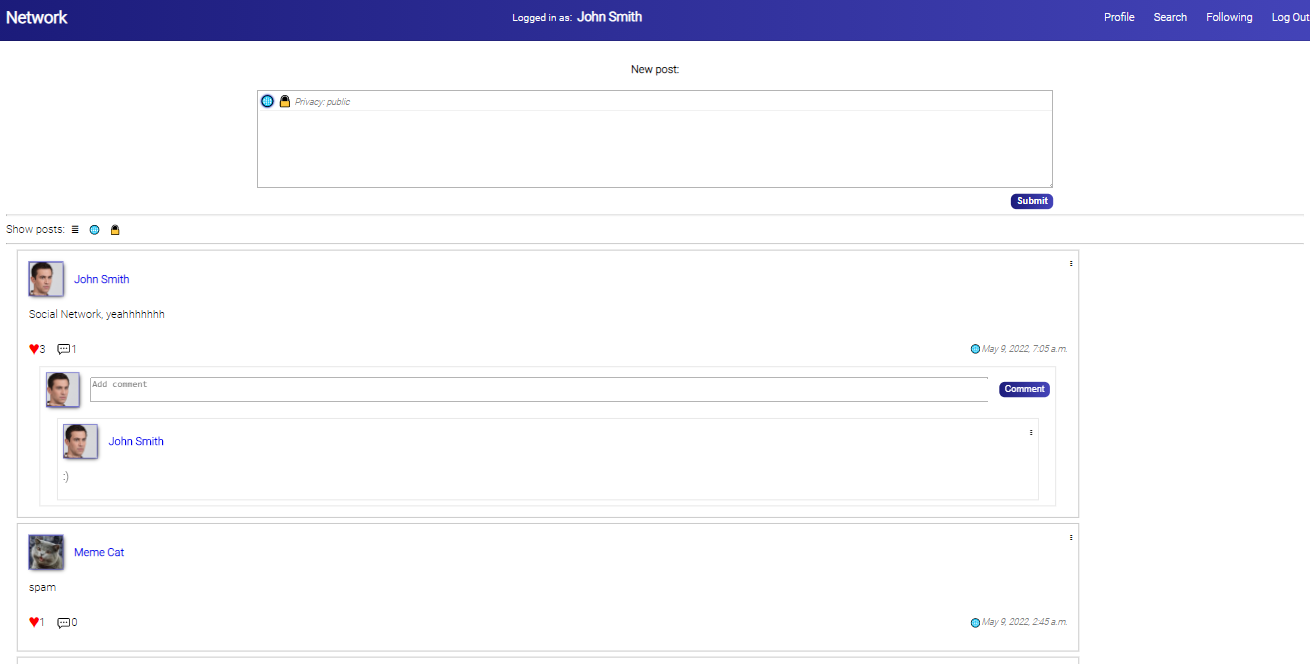 Network Logged in as: John Smith Profile Search Following Log Out
New post:
Privacy: public
Submit
Show posts:
John Smith
Social Network, yeahhhhhh
3 1 May 9, 2022, 7:05 a.m.
Add comment Comment
John Smith
:)
Meme Cat
spam
1 0 May 9, 2022, 2:45 a.m.